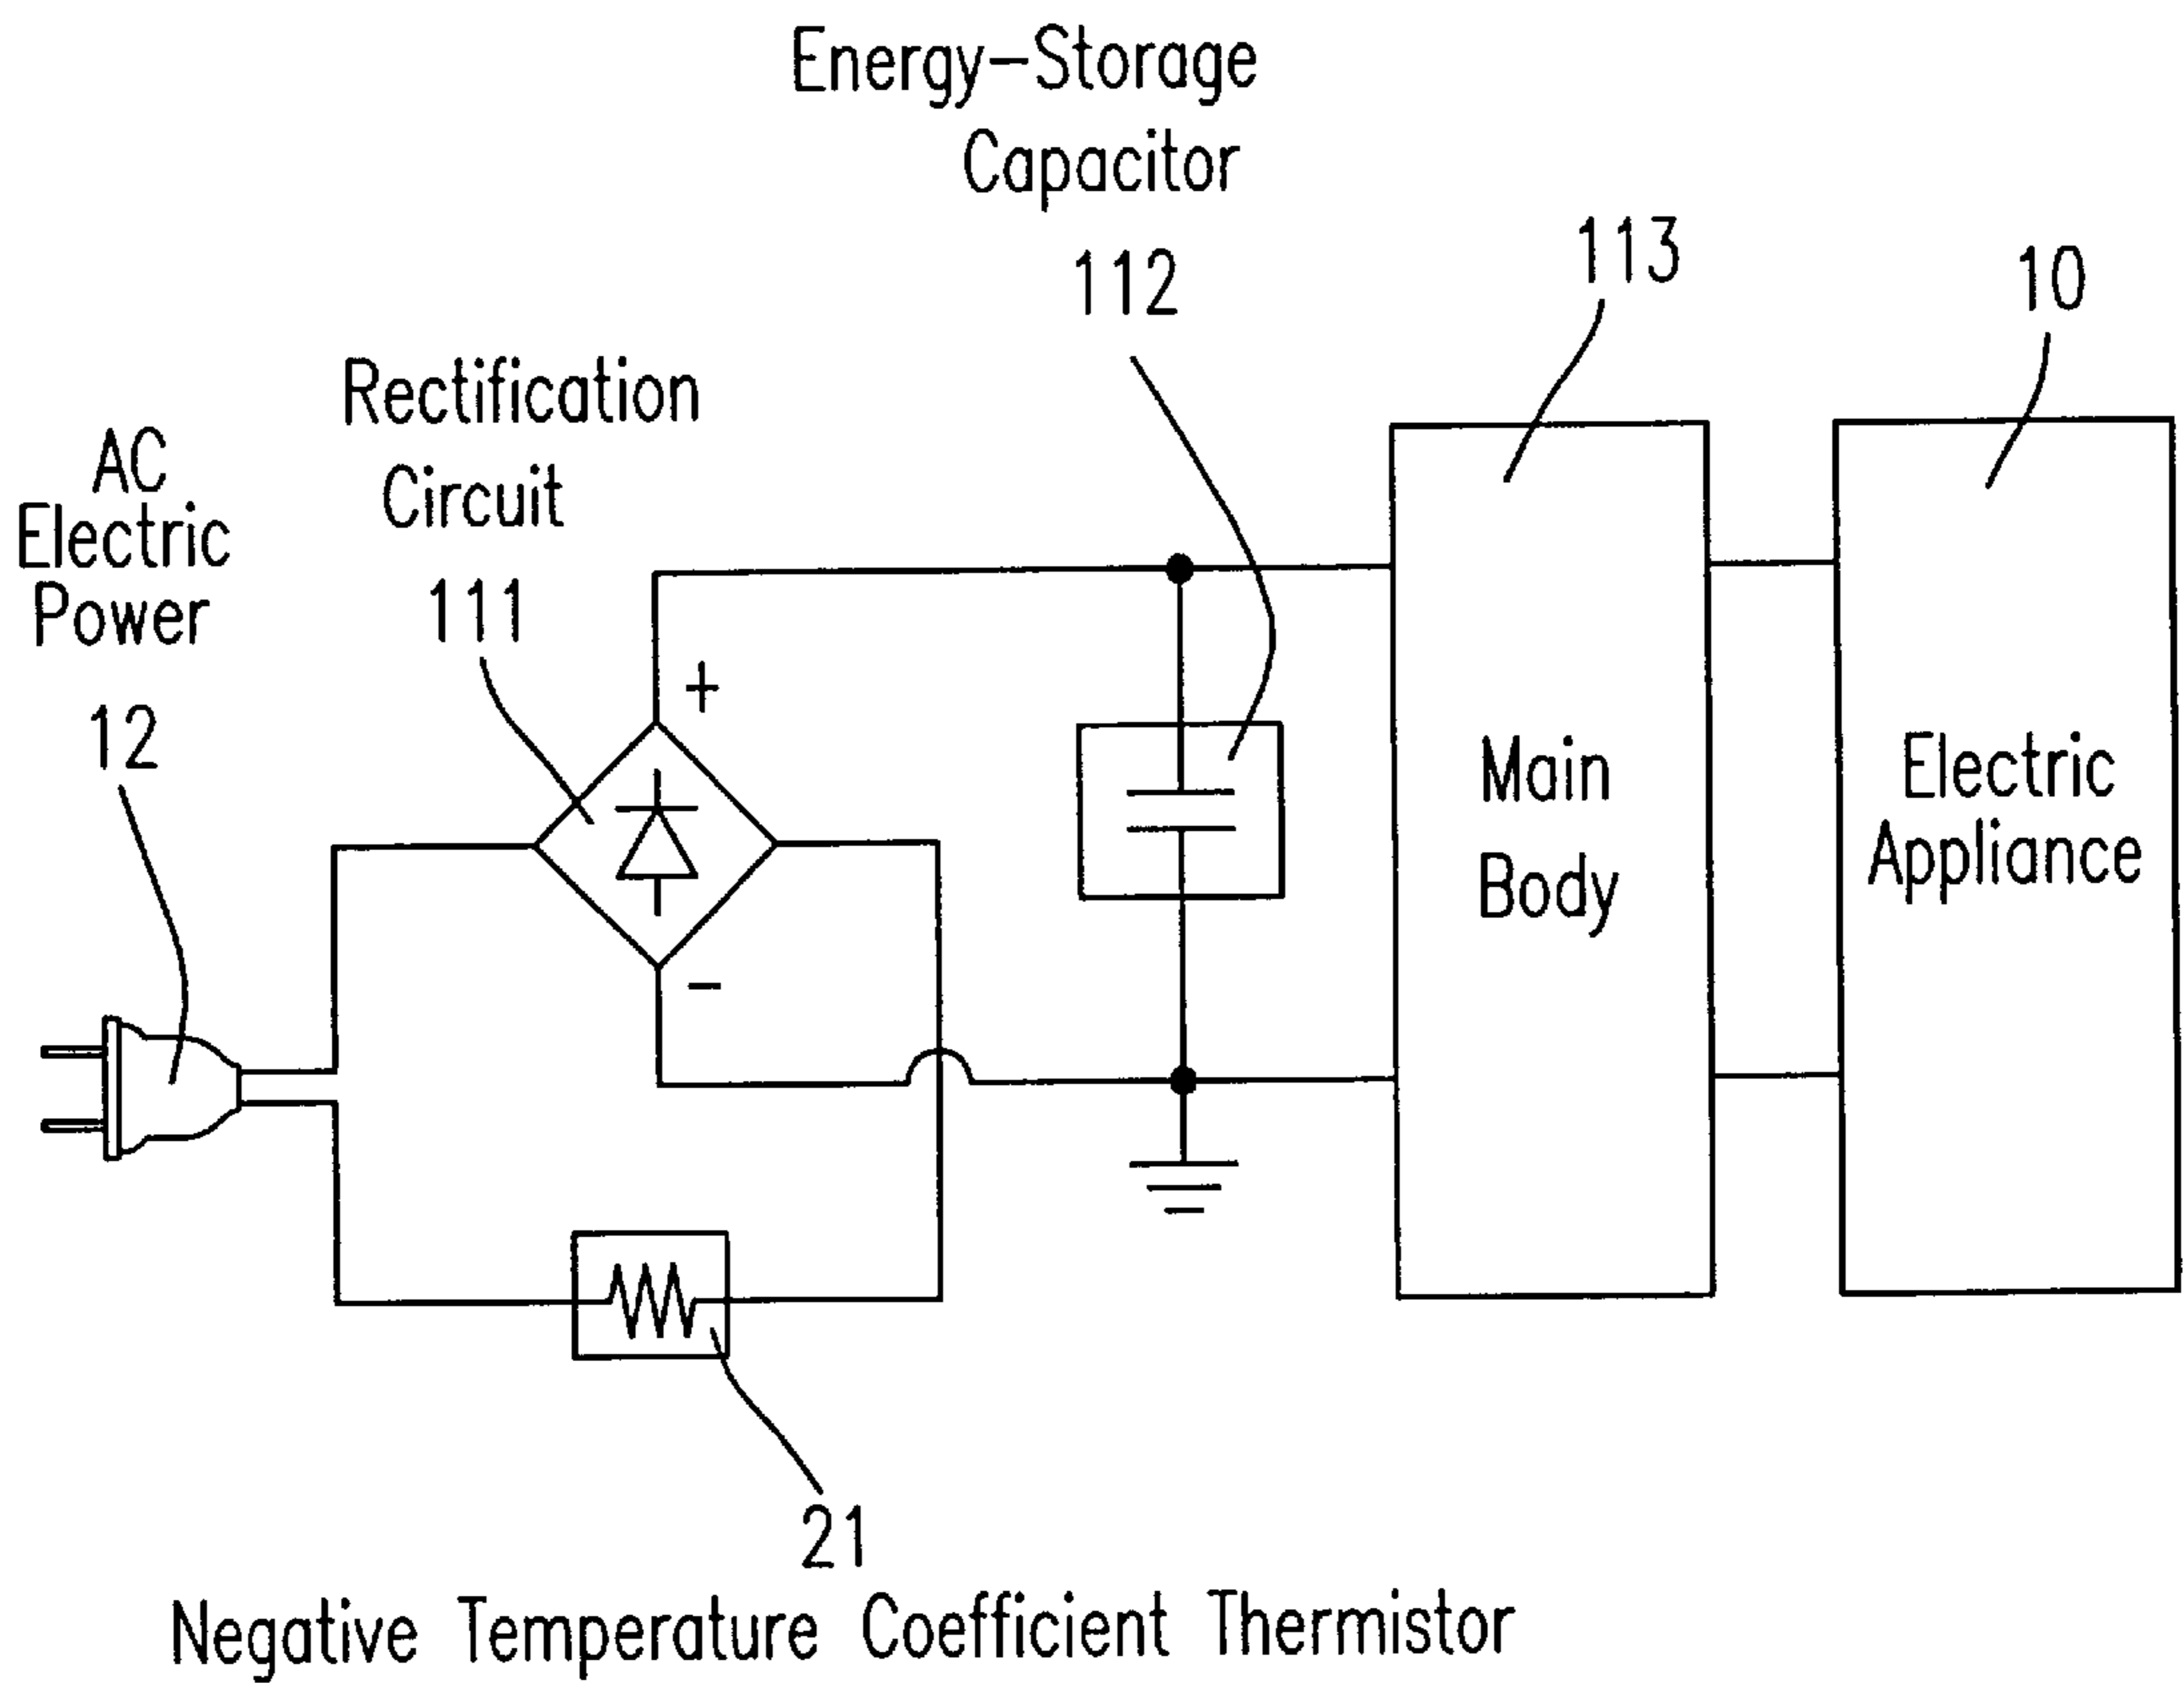 Energy-Storage
Capacitor
112
113
10
Rectification
Circuit
111
AC
Electric
Power
12
+
-
Main
Body
Electric
Appliance
21
Negative Temperature Coefficient Thermistor